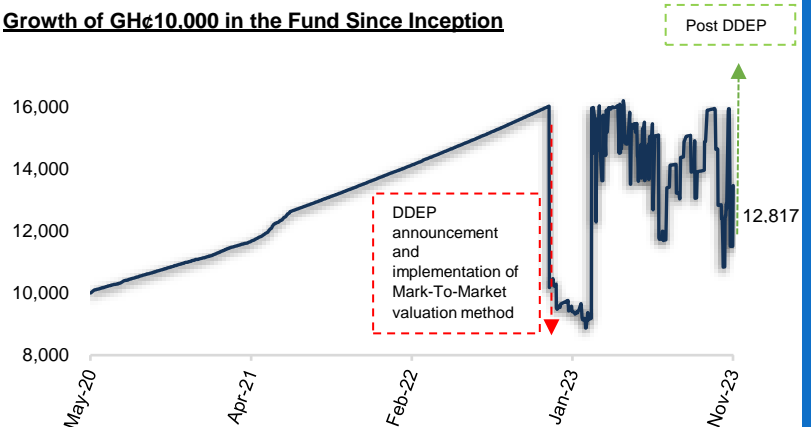 Growth of GH¢10,000 in the Fund Since Inception
Post DDEP
16,000
14,000
12,000
10,000
8,000
DDEP
announcement
and
implementation of
Mark-To-Market
valuation method
12,817
May-20
Apr-21
Feb-22
Jan-23
Nov-23